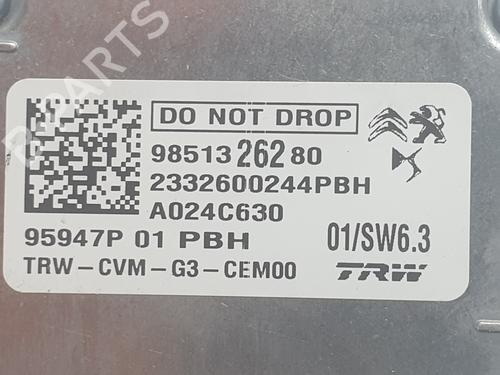 B-PARTS
DO NOT DROP
98513 262 80
2332600244PBH
A024C630
95947P 01 PBH 01/SW6.3
TRW-CVM-G3-CEM00 TRW